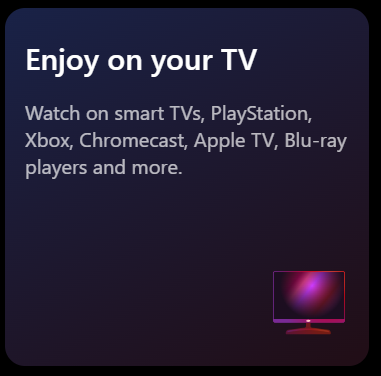 Enjoy on your TV
Watch on smart TVs, PlayStation,
Xbox, Chromecast, Apple TV, Blu-ray
players and more.